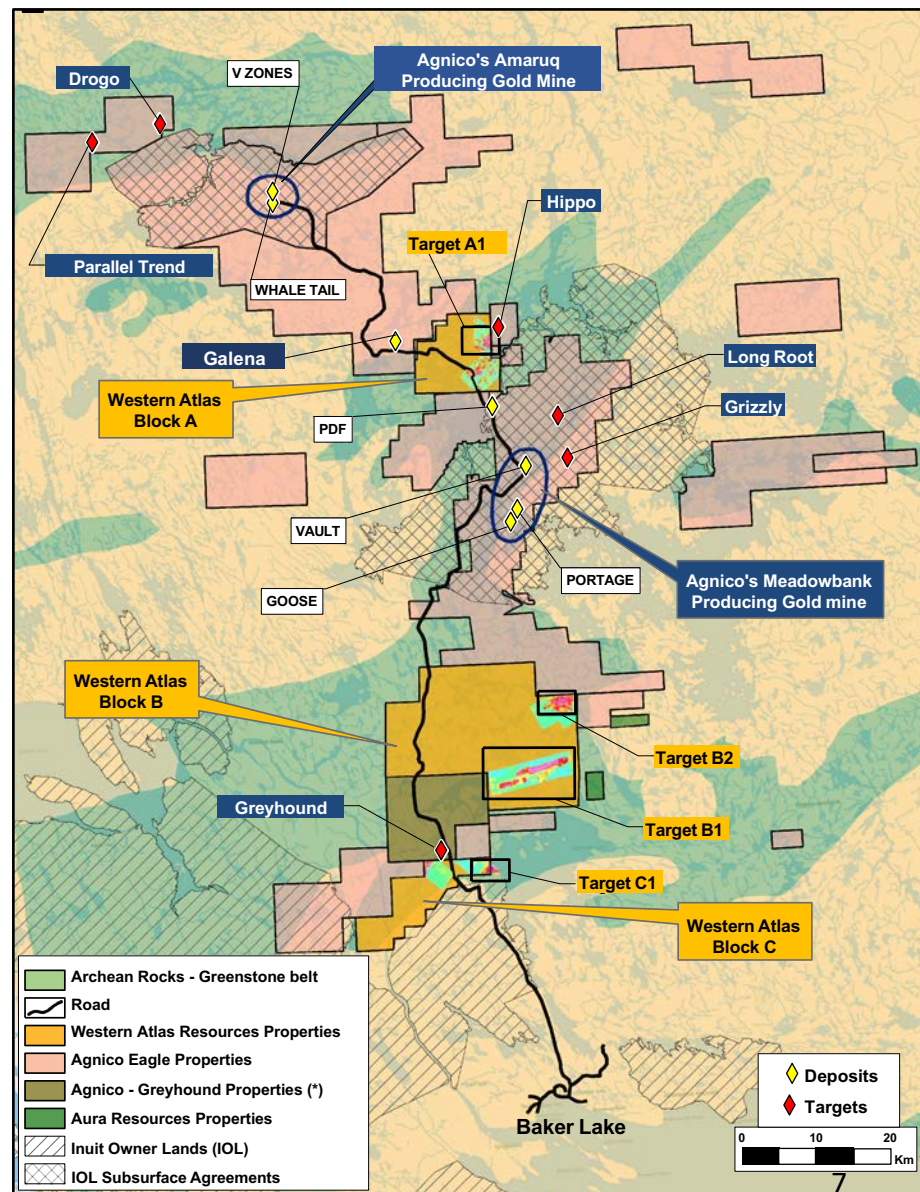 V ZONES
Agnico's Amaruq
Producing Gold Mine
Drogo
Hippo
Target A1
Parallel Trend
WHALE TAIL
Galena
Long Root
Western Atlas
Block A
Grizzly
PDF
VAULT
GOOSE
PORTAGE
Agnico's Meadowbank
Producing Gold mine
Western Atlas
Block B
Target B2
Greyhound
Target B1
Target C1
Western Atlas
Block C
Archean Rocks - Greenstone belt
Road
Western Atlas Resources Properties
Agnico Eagle Properties
Agnico - Greyhound Properties (*)
Aura Resources Properties
Inuit Owner Lands (IOL)
IOL Subsurface Agreements
Baker Lake
Deposits
Targets
0 10 20
Km
7